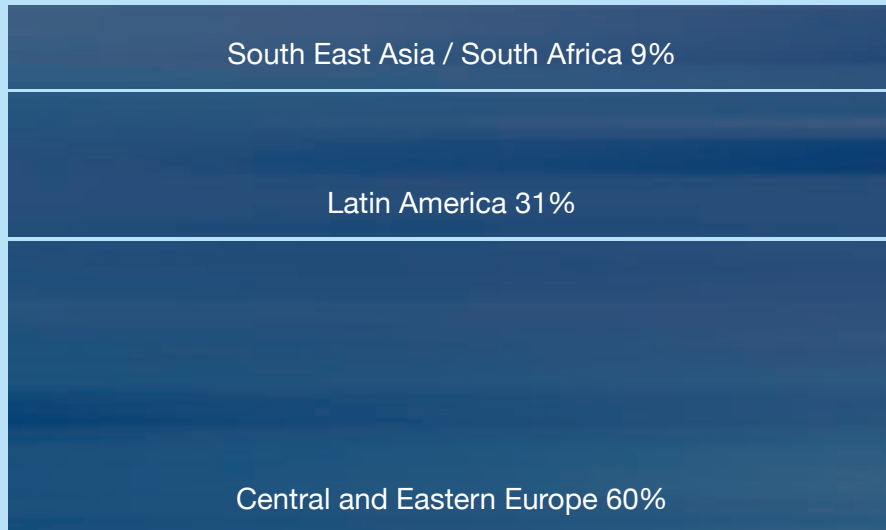 South East Asia / South Africa 9%
Latin America 31%
Central and Eastern Europe 60%